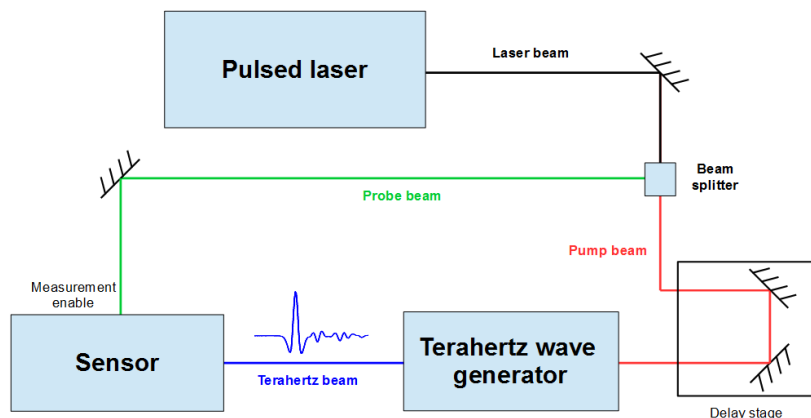 Pulsed laser
Laser beam
Beam
splitter
Probe beam
Pump beam
Measurement
enable
Sensor
Terahertz beam
Terahertz wave
generator
Delay stage